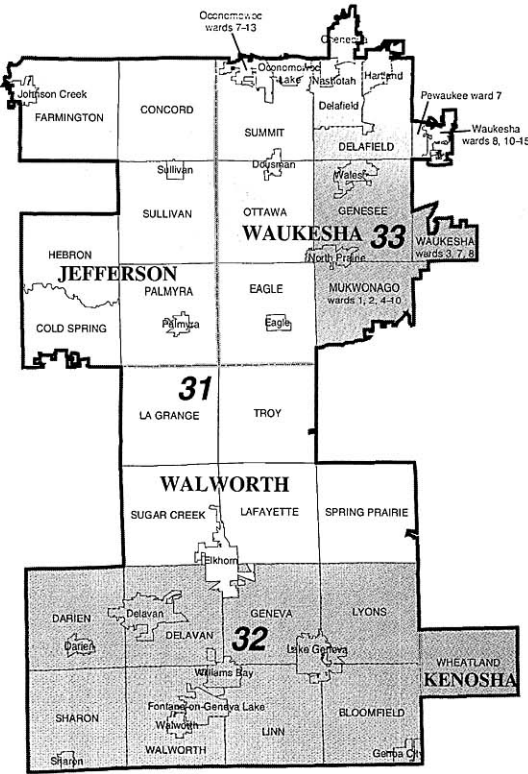 Oconomowoc
wards 7-13
Chenequa
Oconomowoc
Lake
Nashotah
Hartland
Johnson Creek
Delafield
Pewaukee ward 7
FARMINGTON
CONCORD
SUMMIT
DELAFIELD
Waukesha
wards 8, 10-15
Sullivan
Dousman
Wales
SULLIVAN
OTTAWA
GENESEE
WAUKESHA
33
WAUKESHA
wards 3, 7, 8
HEBRON
North Prairie
JEFFERSON
PALMYRA
EAGLE
MUKWONAGO
wards 1, 2, 4-10
COLD SPRING
Palmyra
Eagle
31
LA GRANGE
TROY
WALWORTH
SUGAR CREEK
LAFAYETTE
SPRING PRAIRIE
Elkhorn
DARIEN
Delavan
GENEVA
LYONS
Darien
DELAVAN
32
Lake Geneva
WHEATLAND
KENOSHA
Williams Bay
SHARON
Fontana-on-Geneva Lake
Walworth
BLOOMFIELD
WALWORTH
LINN
Sharon
Genoa City